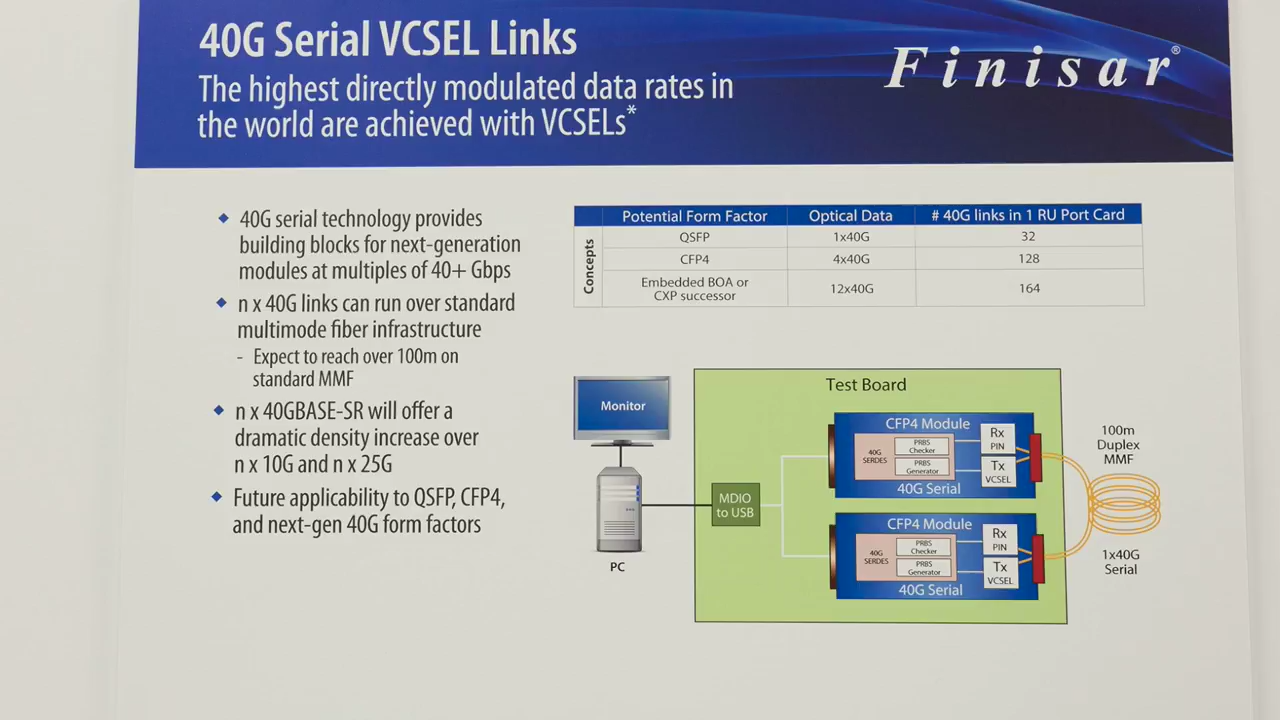 40G Serial VCSEL Links
The highest directly modulated data rates in
the world are achieved with VCSELs*
Finisar®
◆ 40G serial technology provides
building blocks for next-generation
modules at multiples of 40+ Gbps
◆ n x 40G links can run over standard
multimode fiber infrastructure
- Expect to reach over 100m on
standard MMF
◆ n x 40GBASE-SR will offer a
dramatic density increase over
n x 10G and n x 25G
◆ Future applicability to QSFP, CFP4,
and next-gen 40G form factors
Concepts
Potential Form Factor Optical Data # 40G links in 1 RU Port Card
QSFP 1x40G 32
CFP4 4x40G 128
Embedded BOA or
CXP successor 12x40G 164
Monitor
PC
Test Board
MDIO
to USB
CFP4 Module
40G
SERDES
PRBS
Checker
PRBS
Generator
Rx
PIN
Tx
VCSEL
40G Serial
CFP4 Module
40G
SERDES
PRBS
Checker
PRBS
Generator
Rx
PIN
Tx
VCSEL
40G Serial
100m
Duplex
MMF
1x40G
Serial